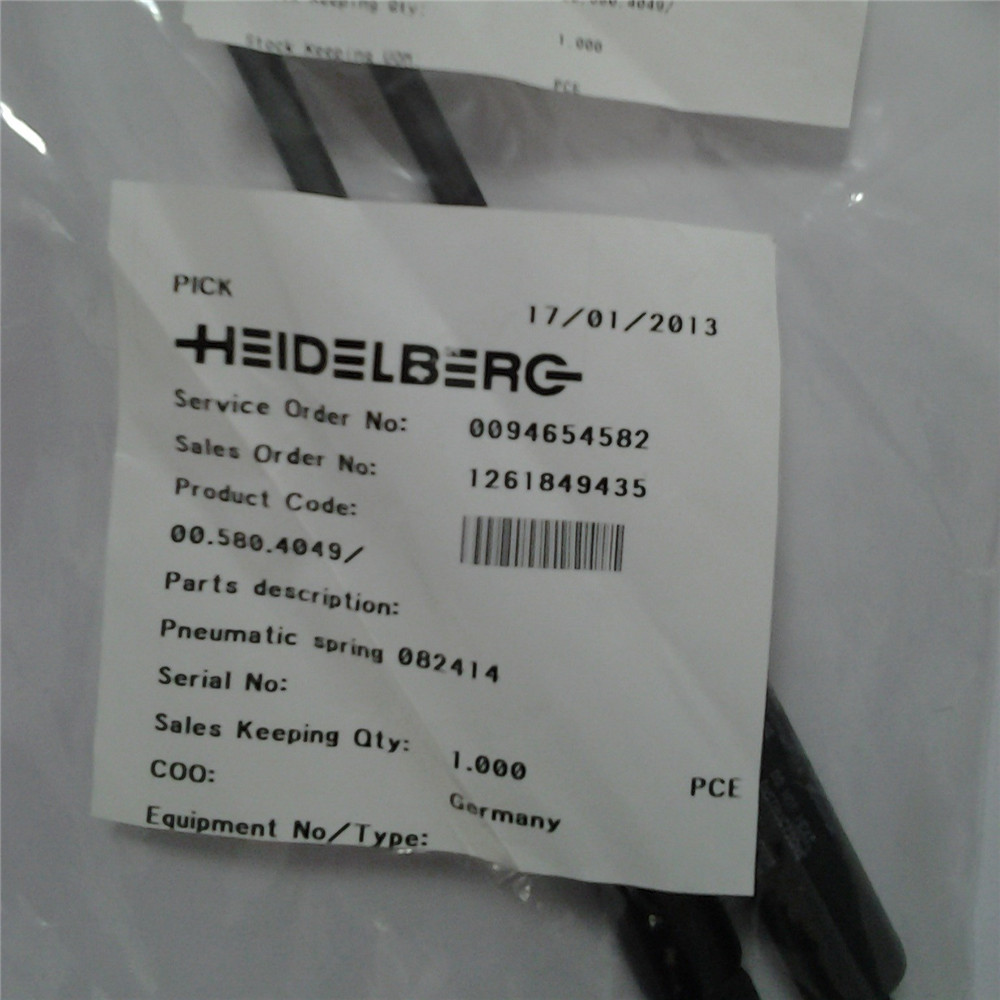 Keeping Qty:
Stock Keeping UOM
1.000
PCE
PICK
17/01/2013
HEIDELBERG
Service Order No: 0094654582
Sales Order No: 1261849435
Product Code:
00.580.4049/
Parts description:
Pneumatic spring 082414
Serial No:
Sales Keeping Qty: 1.000 PCE
COO: Germany
Equipment No/Type: